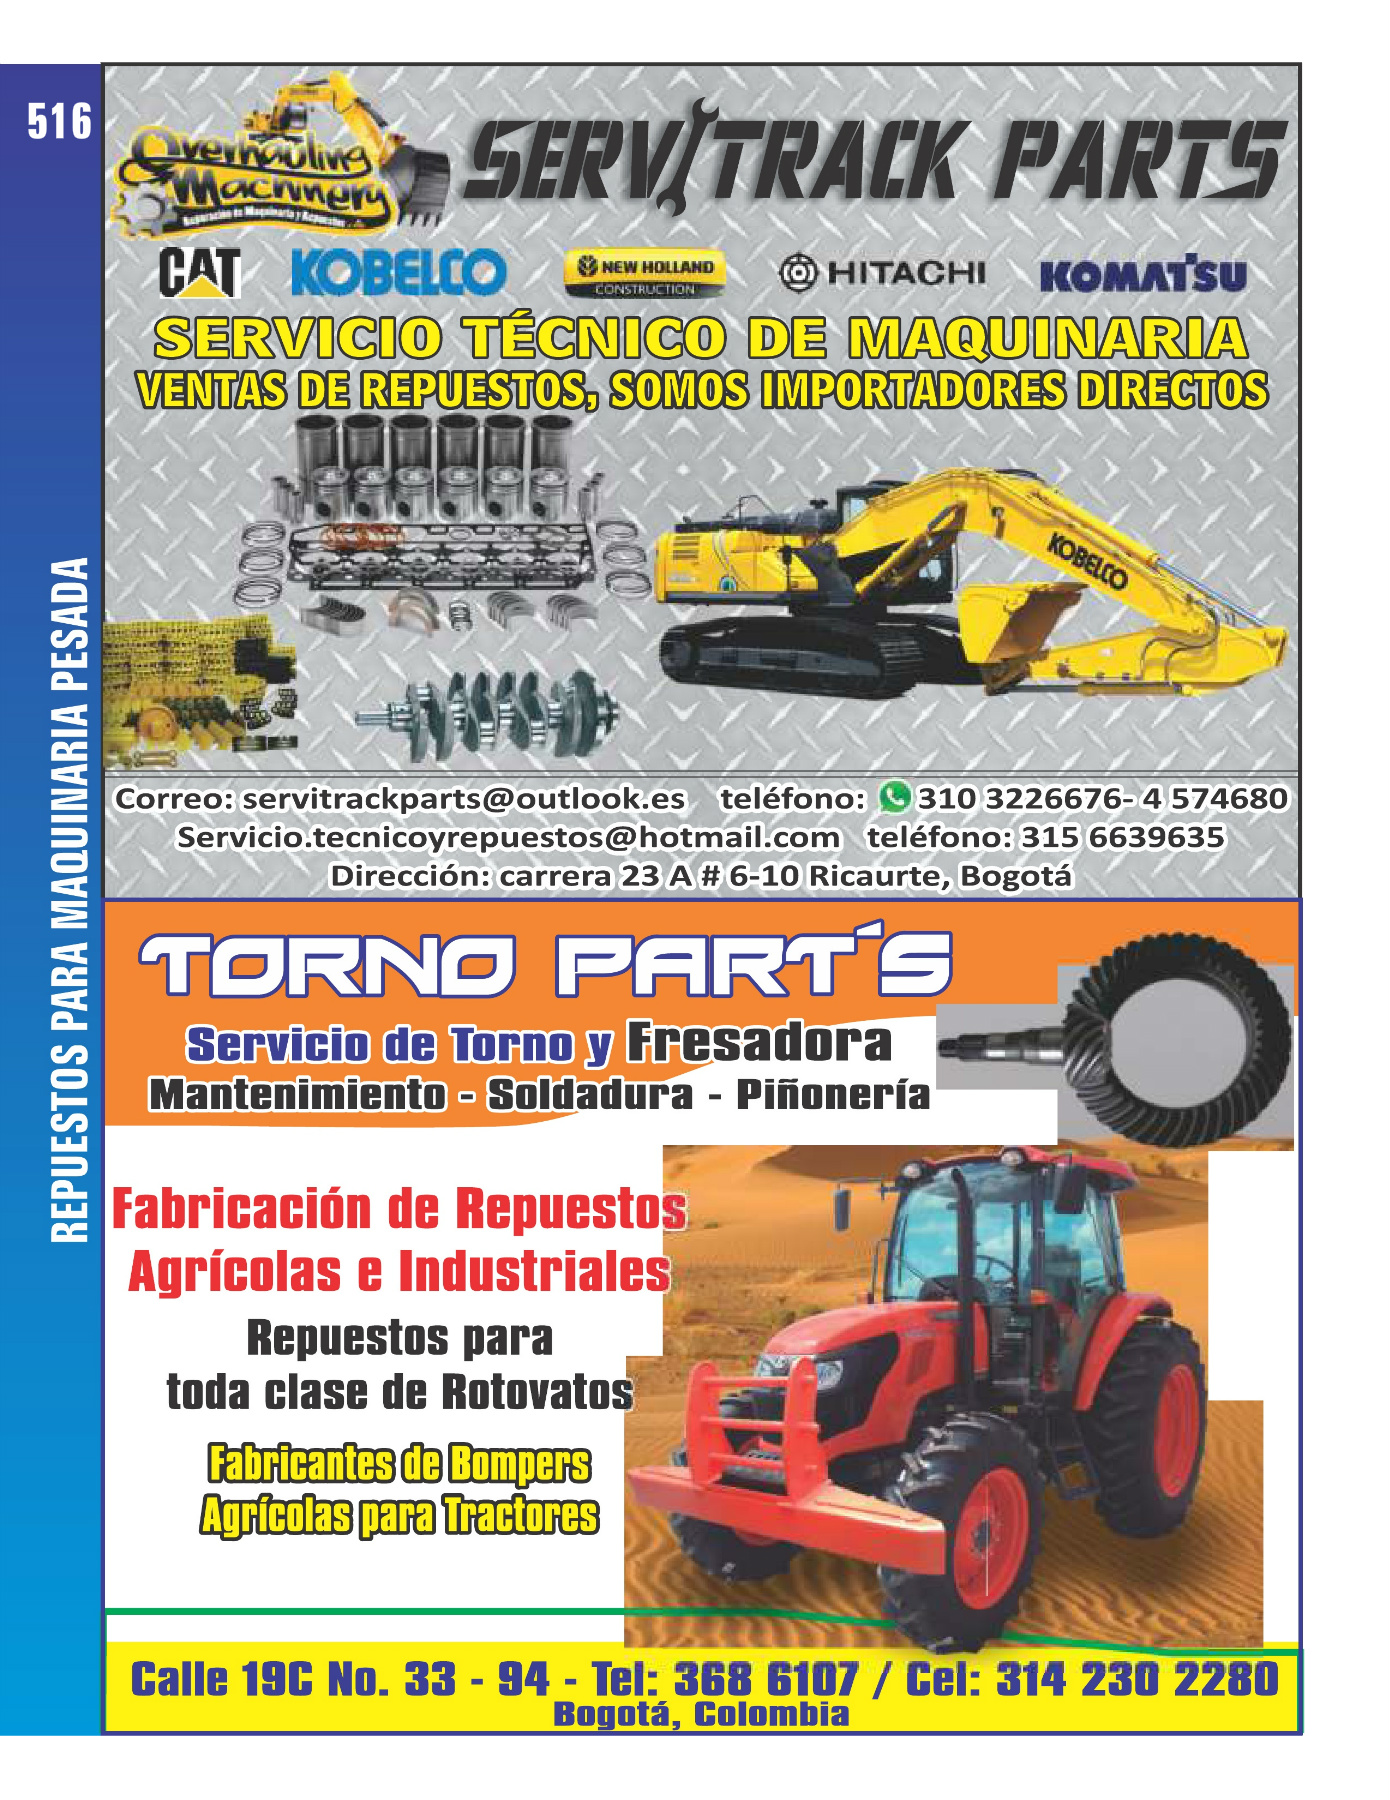 516
REPUESTOS PARA MAQUINARIA PESADA
Overhauling
Machinery
Reparación de Maquinaria y Repuestos
SERVITRACK PARTS
CAT
KOBELCO
NEW HOLLAND
CONSTRUCTION
HITACHI
KOMATSU
SERVICIO TÉCNICO DE MAQUINARIA
VENTAS DE REPUESTOS, SOMOS IMPORTADORES DIRECTOS
KOBELCO
Correo: servitrackparts@outlook.es teléfono: 310 3226676- 4 574680
Servicio.tecnicoyrepuestos@hotmail.com teléfono: 315 6639635
Dirección: carrera 23 A # 6-10 Ricaurte, Bogotá
TORNO PART´S
Servicio de Torno y Fresadora
Mantenimiento - Soldadura - Piñonería
Fabricación de Repuestos
Agrícolas e Industriales
Repuestos para
toda clase de Rotovatos
Fabricantes de Bompers
Agrícolas para Tractores
Calle 19C No. 33 - 94 - Tel: 368 6107 / Cel: 314 230 2280
Bogotá, Colombia